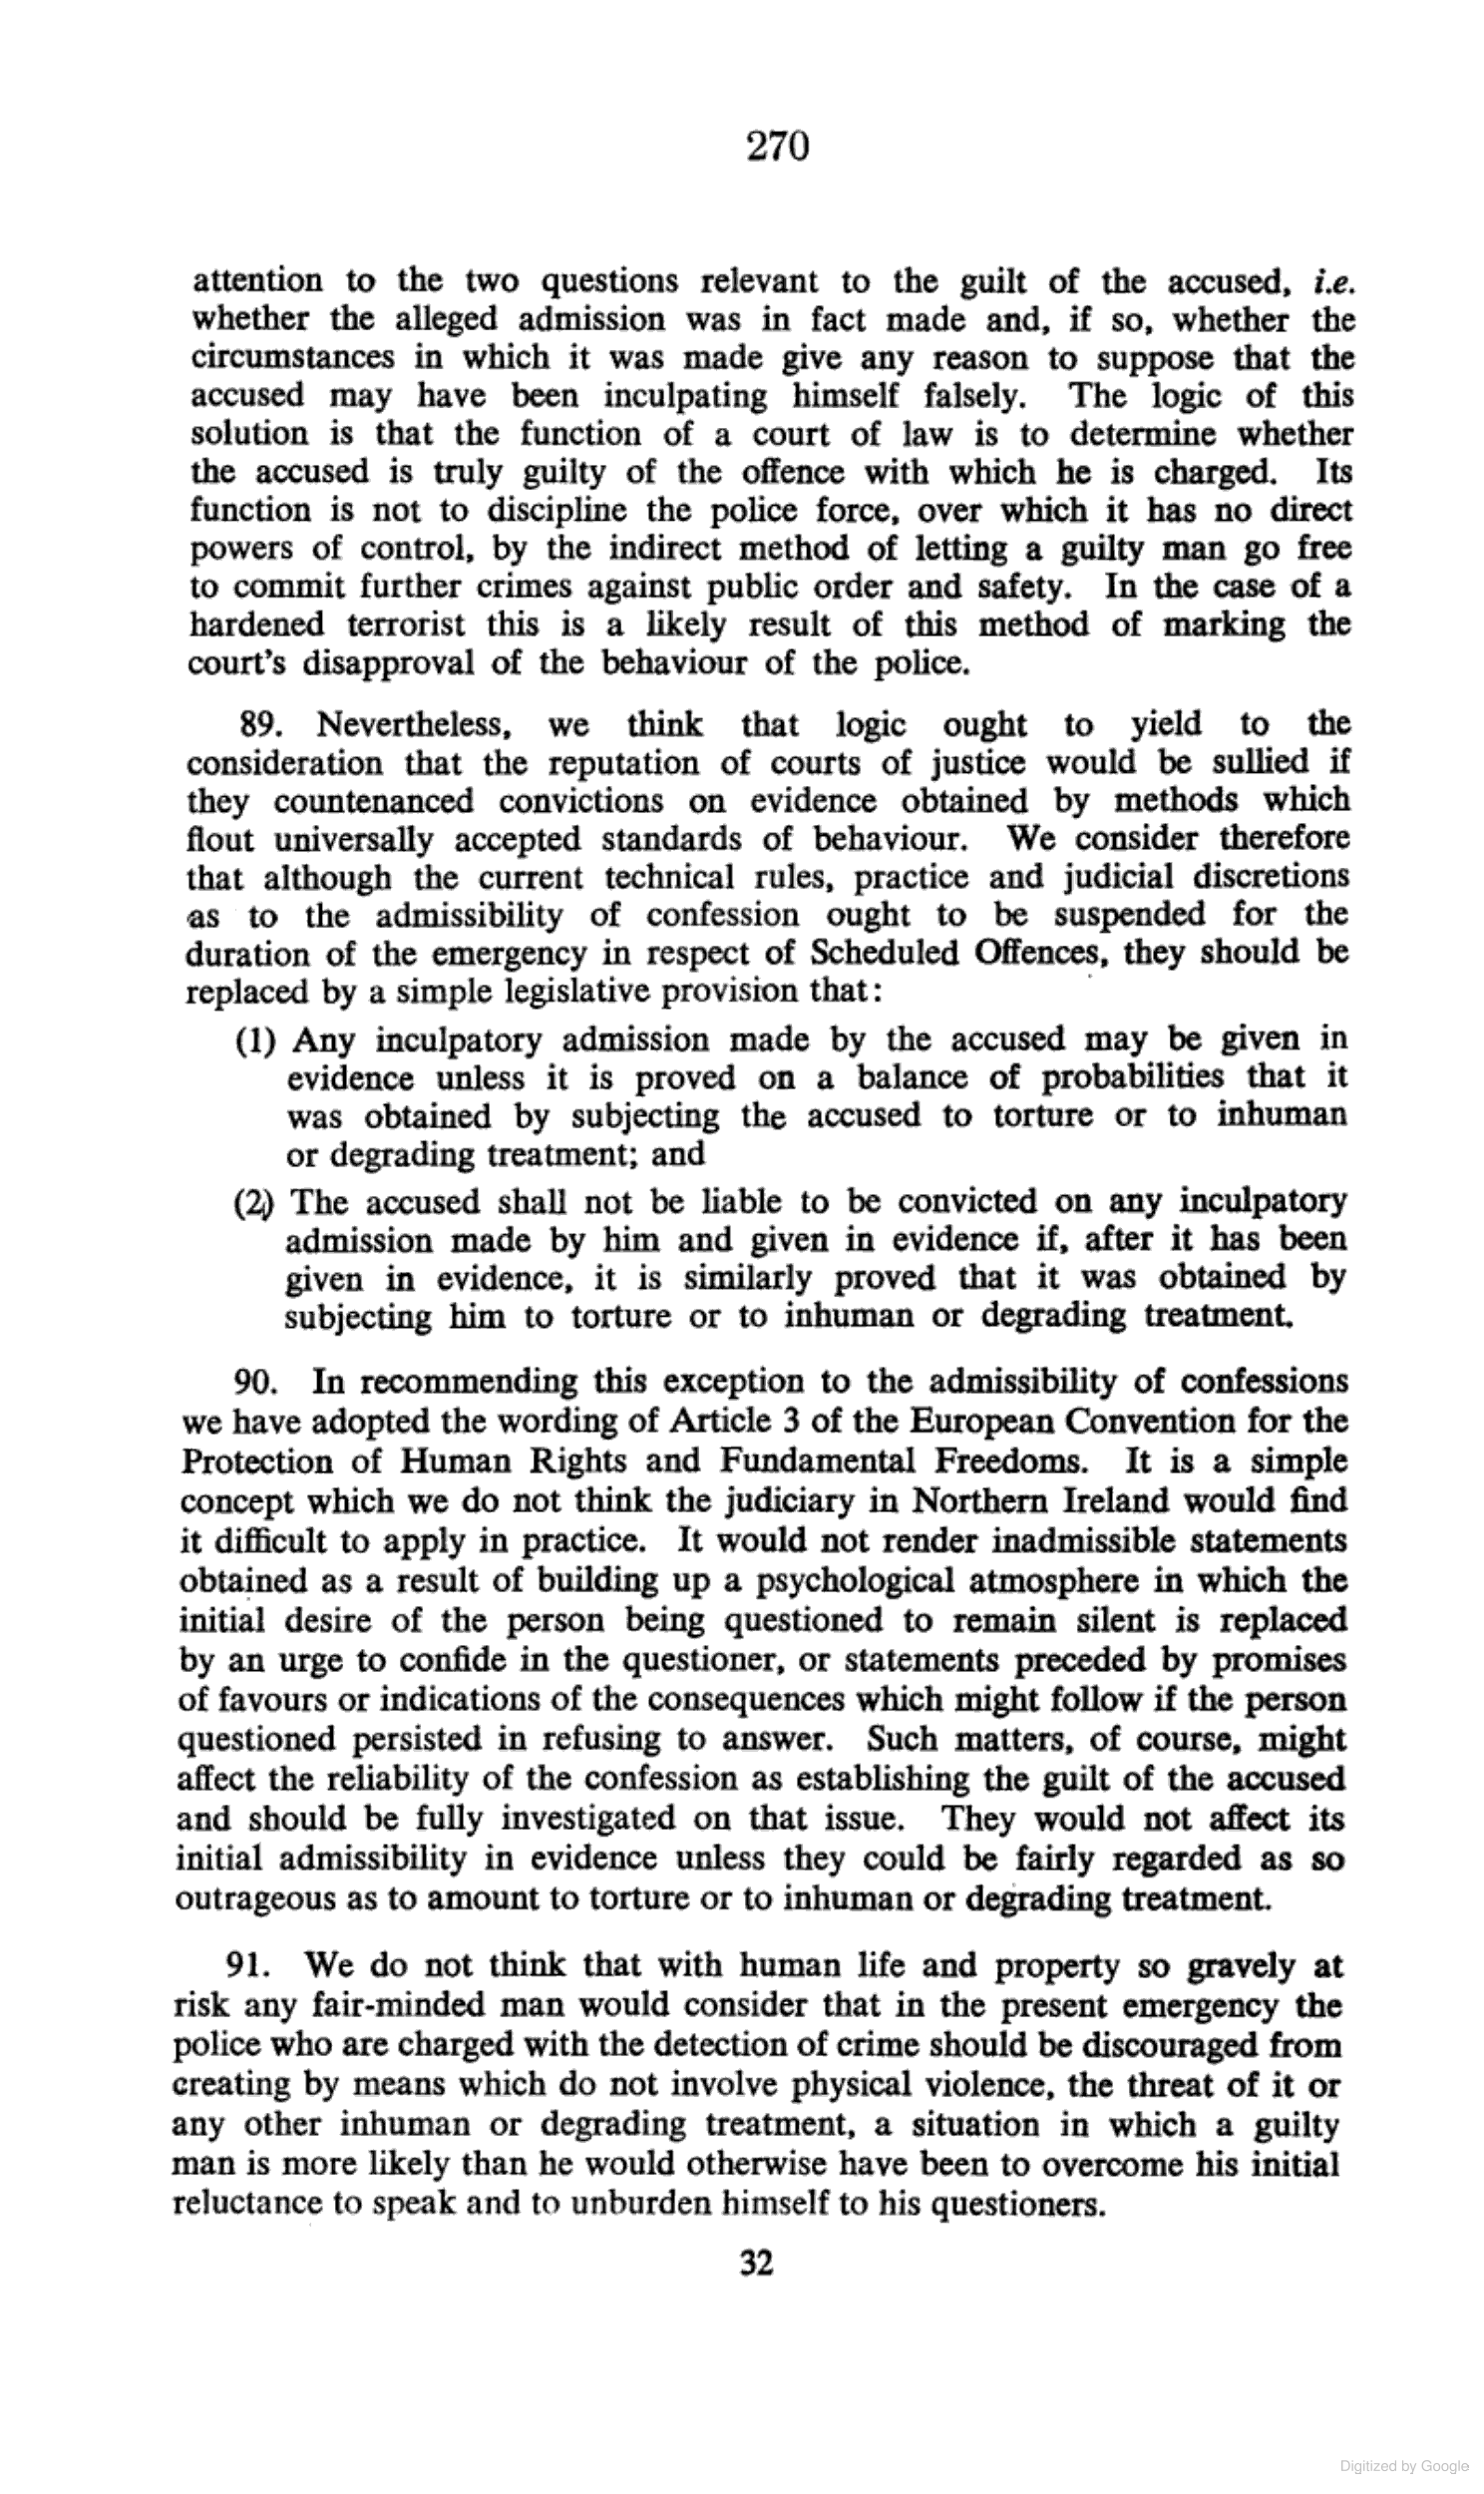 270
attention to the two questions relevant to the guilt of the accused, i.e.
whether the alleged admission was in fact made and, if so, whether the
circumstances in which it was made give any reason to suppose that the
accused may have been inculpating himself falsely. The logic of this
solution is that the function of a court of law is to determine whether
the accused is truly guilty of the offence with which he is charged. Its
function is not to discipline the police force, over which it has no direct
powers of control, by the indirect method of letting a guilty man go free
to commit further crimes against public order and safety. In the case of a
hardened terrorist this is a likely result of this method of marking the
court's disapproval of the behaviour of the police.
89. Nevertheless, we think that logic ought to yield to the
consideration that the reputation of courts of justice would be sullied if
they countenanced convictions on evidence obtained by methods which
flout universally accepted standards of behaviour. We consider therefore
that although the current technical rules, practice and judicial discretions
as to the admissibility of confession ought to be suspended for the
duration of the emergency in respect of Scheduled Offences, they should be
replaced by a simple legislative provision that:
(1) Any inculpatory admission made by the accused may be given in
evidence unless it is proved on a balance of probabilities that it
was obtained by subjecting the accused to torture or to inhuman
or degrading treatment; and
(2) The accused shall not be liable to be convicted on any inculpatory
admission made by him and given in evidence if, after it has been
given in evidence, it is similarly proved that it was obtained by
subjecting him to torture or to inhuman or degrading treatment.
90. In recommending this exception to the admissibility of confessions
we have adopted the wording of Article 3 of the European Convention for the
Protection of Human Rights and Fundamental Freedoms. It is a simple
concept which we do not think the judiciary in Northern Ireland would find
it difficult to apply in practice. It would not render inadmissible statements
obtained as a result of building up a psychological atmosphere in which the
initial desire of the person being questioned to remain silent is replaced
by an urge to confide in the questioner, or statements preceded by promises
of favours or indications of the consequences which might follow if the person
questioned persisted in refusing to answer. Such matters, of course, might
affect the reliability of the confession as establishing the guilt of the accused
and should be fully investigated on that issue. They would not affect its
initial admissibility in evidence unless they could be fairly regarded as so
outrageous as to amount to torture or to inhuman or degrading treatment.
91. We do not think that with human life and property so gravely at
risk any fair-minded man would consider that in the present emergency the
police who are charged with the detection of crime should be discouraged from
creating by means which do not involve physical violence, the threat of it or
any other inhuman or degrading treatment, a situation in which a guilty
man is more likely than he would otherwise have been to overcome his initial
reluctance to speak and to unburden himself to his questioners.
32
Digitized by Google